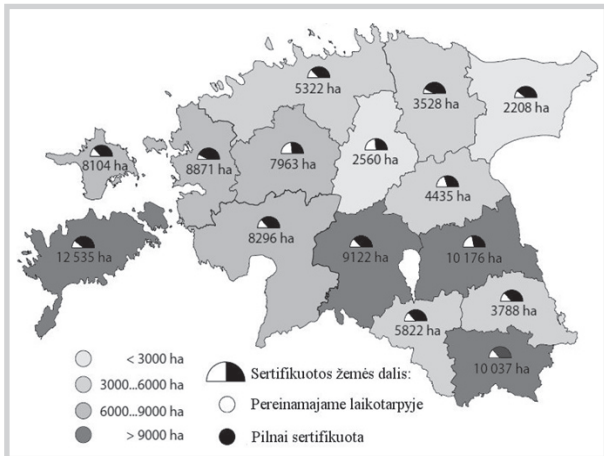 5322 ha
3528 ha
2208 ha
8104 ha
8871 ha
7963 ha
2560 ha
4435 ha
12 535 ha
8296 ha
9122 ha
10 176 ha
5822 ha
3788 ha
10 037 ha
< 3000 ha
3000...6000 ha
6000...9000 ha
> 9000 ha
Sertifikuotos žemės dalis:
Pereinamajame laikotarpyje
Pilnai sertifikuota